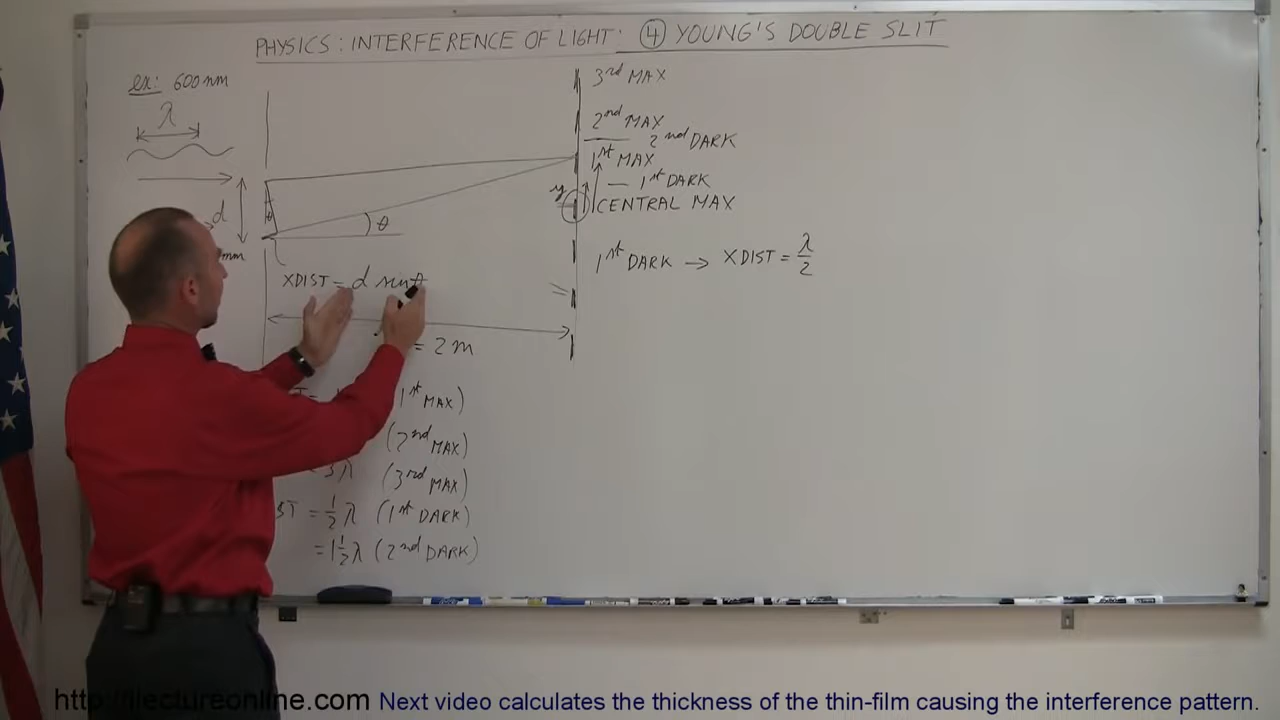 PHYSICS: INTERFERENCE OF LIGHT: ④ YOUNG'S DOUBLE SLIT
ex: 600 nm
λ
d
mm
θ
θ
y
3rd MAX
2nd MAX
2nd DARK
1st MAX
1st DARK
CENTRAL MAX
1st DARK → XDIST = λ/2
XDIST = d sinθ
= 2 m
(1st MAX)
(2nd MAX)
= 3λ (3rd MAX)
ST = 1/2 λ (1st DARK)
= 1 1/2 λ (2nd DARK)
http://ilectureonline.com Next video calculates the thickness of the thin-film causing the interference pattern.